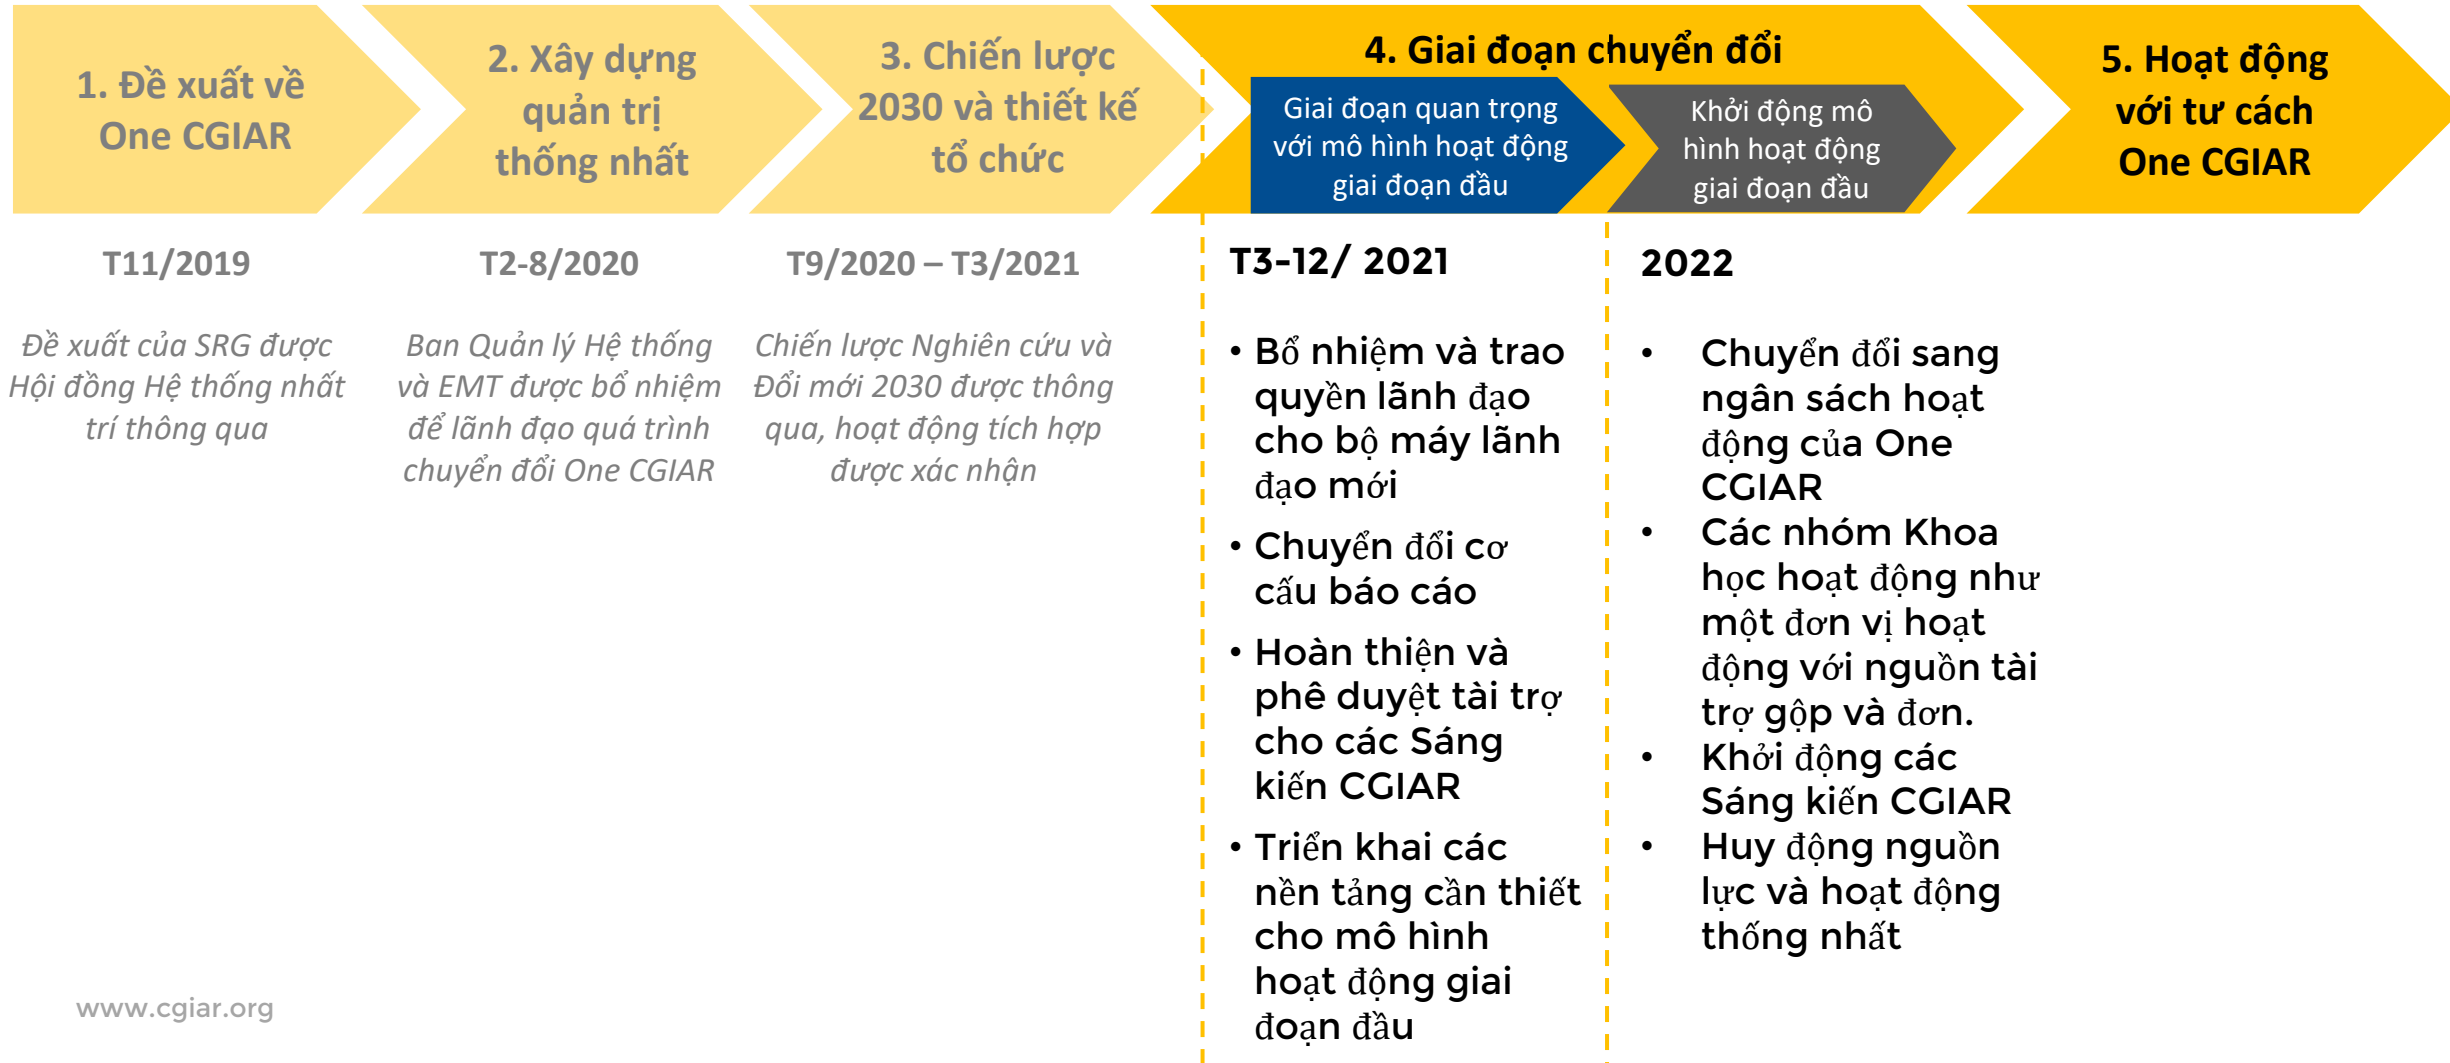 1. Đề xuất về
One CGIAR
2. Xây dựng
quản trị
thống nhất
3. Chiến lược
2030 và thiết kế
tổ chức
4. Giai đoạn chuyển đổi
Giai đoạn quan trọng
với mô hình hoạt động
giai đoạn đầu
Khởi động mô
hình hoạt động
giai đoạn đầu
5. Hoạt động
với tư cách
One CGIAR
T11/2019
Đề xuất của SRG được
Hội đồng Hệ thống nhất
trí thông qua
T2-8/2020
Ban Quản lý Hệ thống
và EMT được bổ nhiệm
để lãnh đạo quá trình
chuyển đổi One CGIAR
T9/2020 – T3/2021
Chiến lược Nghiên cứu và
Đổi mới 2030 được thông
qua, hoạt động tích hợp
được xác nhận
T3-12/ 2021
• Bổ nhiệm và trao
quyền lãnh đạo
cho bộ máy lãnh
đạo mới
• Chuyển đổi cơ
cấu báo cáo
• Hoàn thiện và
phê duyệt tài trợ
cho các Sáng
kiến CGIAR
• Triển khai các
nền tảng cần thiết
cho mô hình
hoạt động giai
đoạn đầu
2022
• Chuyển đổi sang
ngân sách hoạt
động của One
CGIAR
• Các nhóm Khoa
học hoạt động như
một đơn vị hoạt
động với nguồn tài
trợ gộp và đơn.
• Khởi động các
Sáng kiến CGIAR
• Huy động nguồn
lực và hoạt động
thống nhất
www.cgiar.org